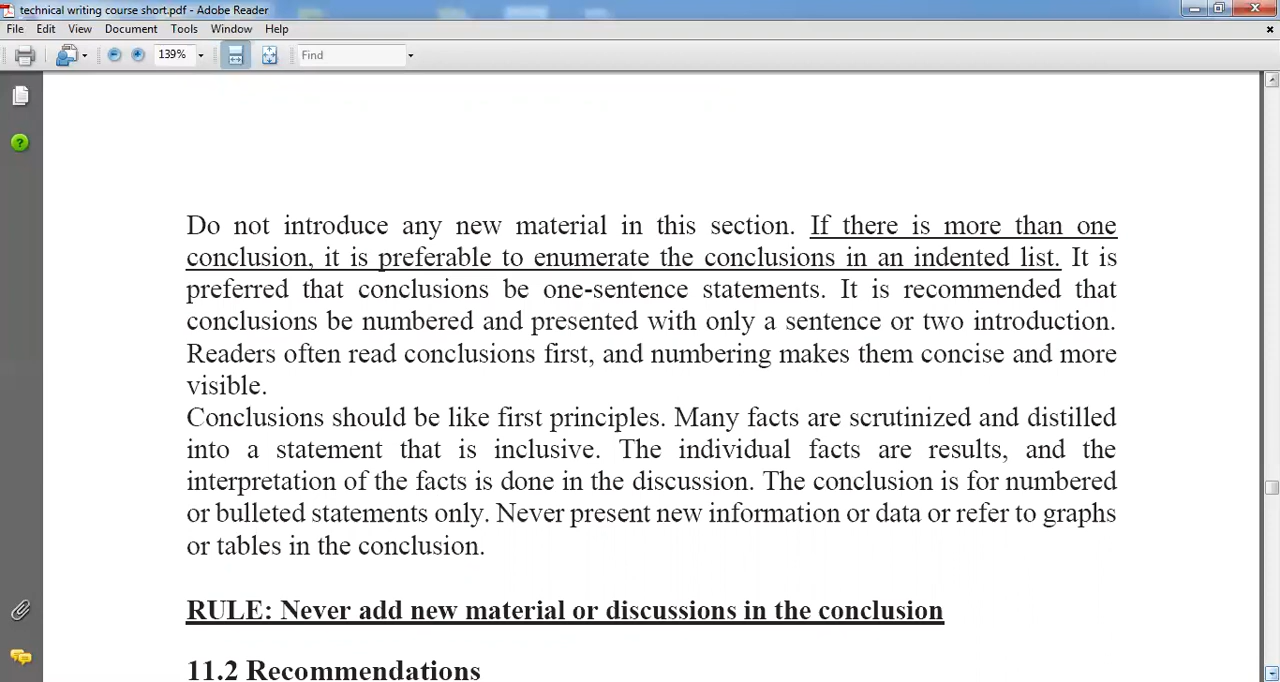 technical writing course short.pdf - Adobe Reader
File Edit View Document Tools Window Help
139% Find
Do not introduce any new material in this section. If there is more than one
conclusion, it is preferable to enumerate the conclusions in an indented list. It is
preferred that conclusions be one-sentence statements. It is recommended that
conclusions be numbered and presented with only a sentence or two introduction.
Readers often read conclusions first, and numbering makes them concise and more
visible.
Conclusions should be like first principles. Many facts are scrutinized and distilled
into a statement that is inclusive. The individual facts are results, and the
interpretation of the facts is done in the discussion. The conclusion is for numbered
or bulleted statements only. Never present new information or data or refer to graphs
or tables in the conclusion.
RULE: Never add new material or discussions in the conclusion
11.2 Recommendations